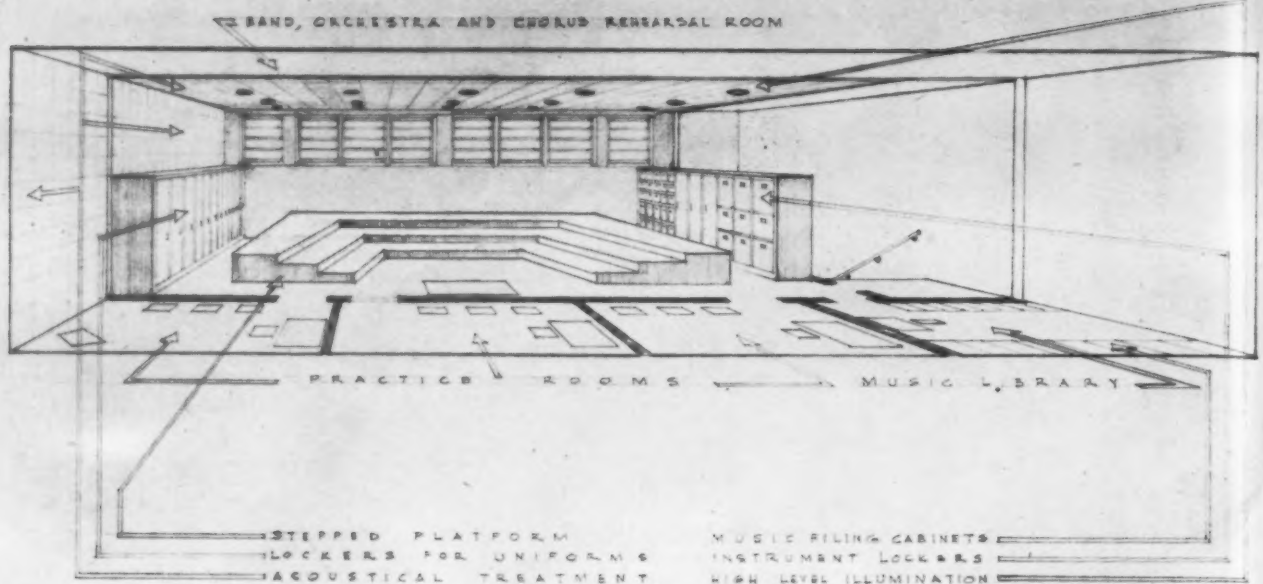 BAND, ORCHESTRA AND CHORUS REHEARSAL ROOM
PRACTICE ROOMS
MUSIC LIBRARY
STEPPED PLATFORM
LOCKERS FOR UNIFORMS
ACOUSTICAL TREATMENT
MUSIC FILING CABINETS
INSTRUMENT LOCKERS
HIGH LEVEL ILLUMINATION